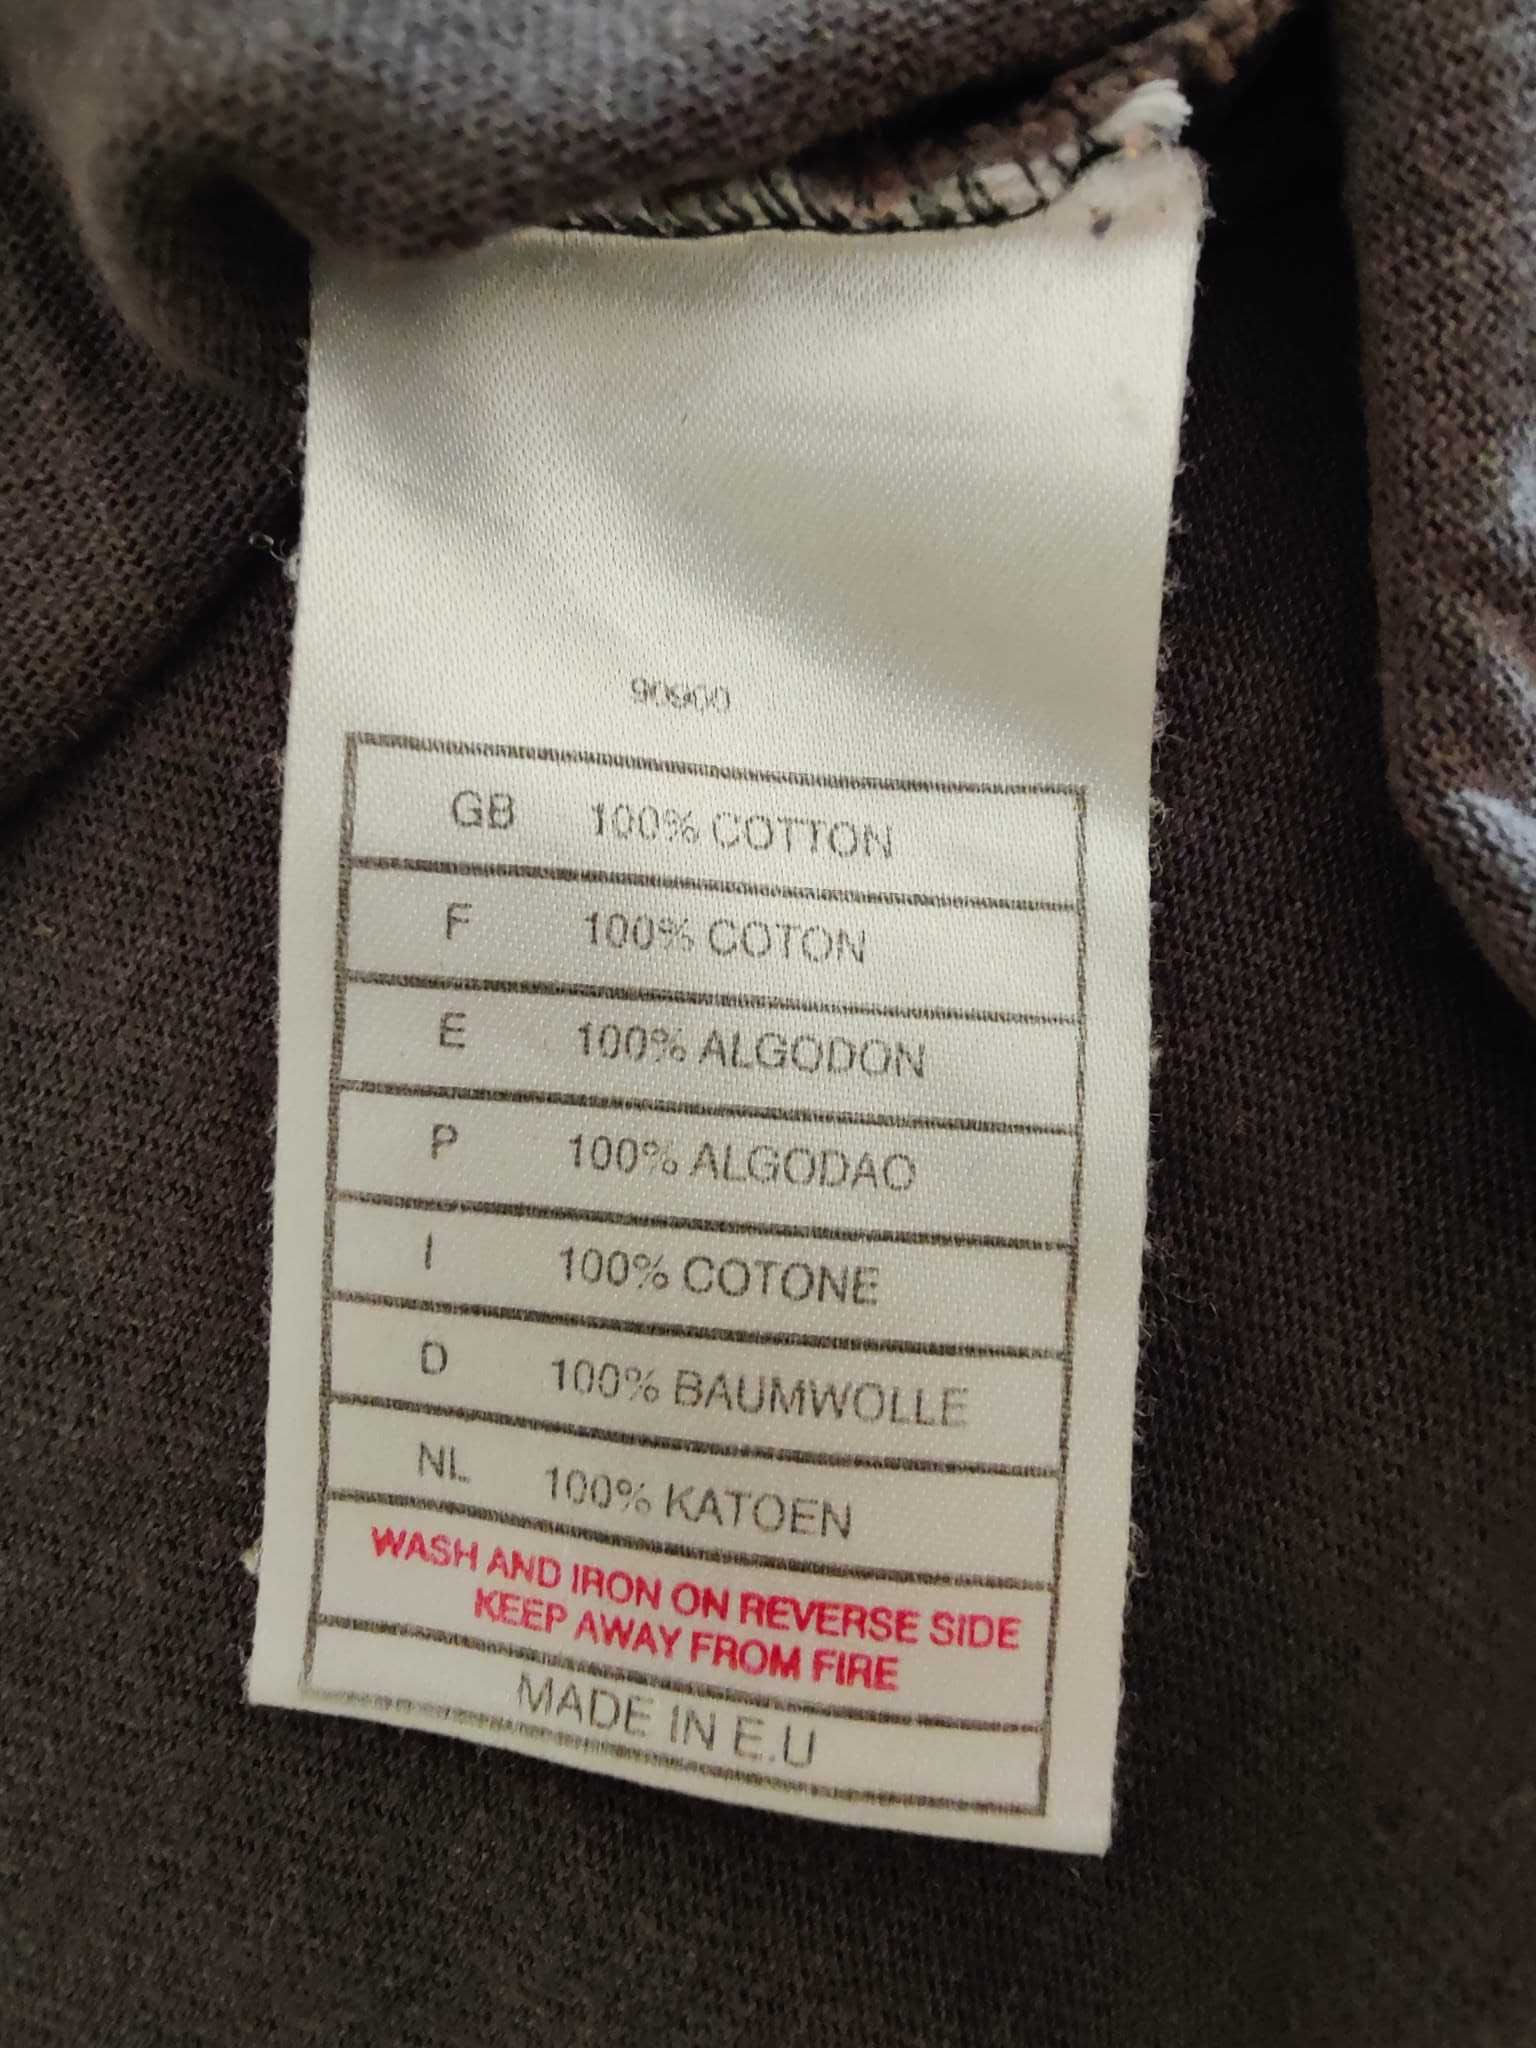 90900
GB 100% COTTON
F 100% COTON
E 100% ALGODON
P 100% ALGODAO
I 100% COTONE
D 100% BAUMWOLLE
NL 100% KATOEN
WASH AND IRON ON REVERSE SIDE
KEEP AWAY FROM FIRE
MADE IN E.U